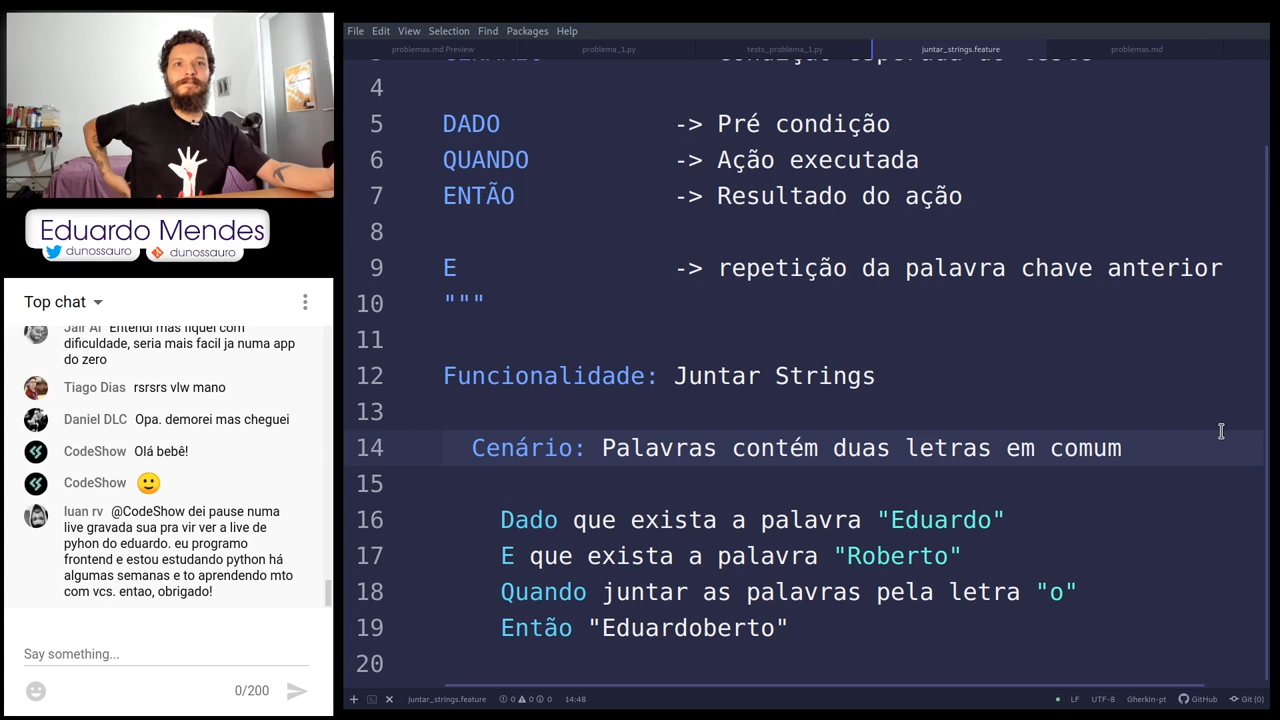 File Edit View Selection Find Packages Help
problemas.md Preview problema_1.py tests_problema_1.py juntar_strings.feature problemas.md
4
5 DADO -> Pré condição
6 QUANDO -> Ação executada
7 ENTÃO -> Resultado do ação
8
9 E -> repetição da palavra chave anterior
10 """
11
12 Funcionalidade: Juntar Strings
13
14 Cenário: Palavras contém duas letras em comum
15
16 Dado que exista a palavra "Eduardo"
17 E que exista a palavra "Roberto"
18 Quando juntar as palavras pela letra "o"
19 Então "Eduardoberto"
20
juntar_strings.feature 0 0 0 14:48 LF UTF-8 Gherkin-pt GitHub Git (0)
Eduardo Mendes
dunossauro dunossauro
Top chat
Entendi mas fiquei com
dificuldade, seria mais facil ja numa app
do zero
Tiago Dias rsrsrs vlw mano
Daniel DLC Opa. demorei mas cheguei
CodeShow Olá bebê!
CodeShow
luan rv @CodeShow dei pause numa
live gravada sua pra vir ver a live de
pyhon do eduardo. eu programo
frontend e estou estudando python há
algumas semanas e to aprendendo mto
com vcs. entao, obrigado!
Say something...
0/200